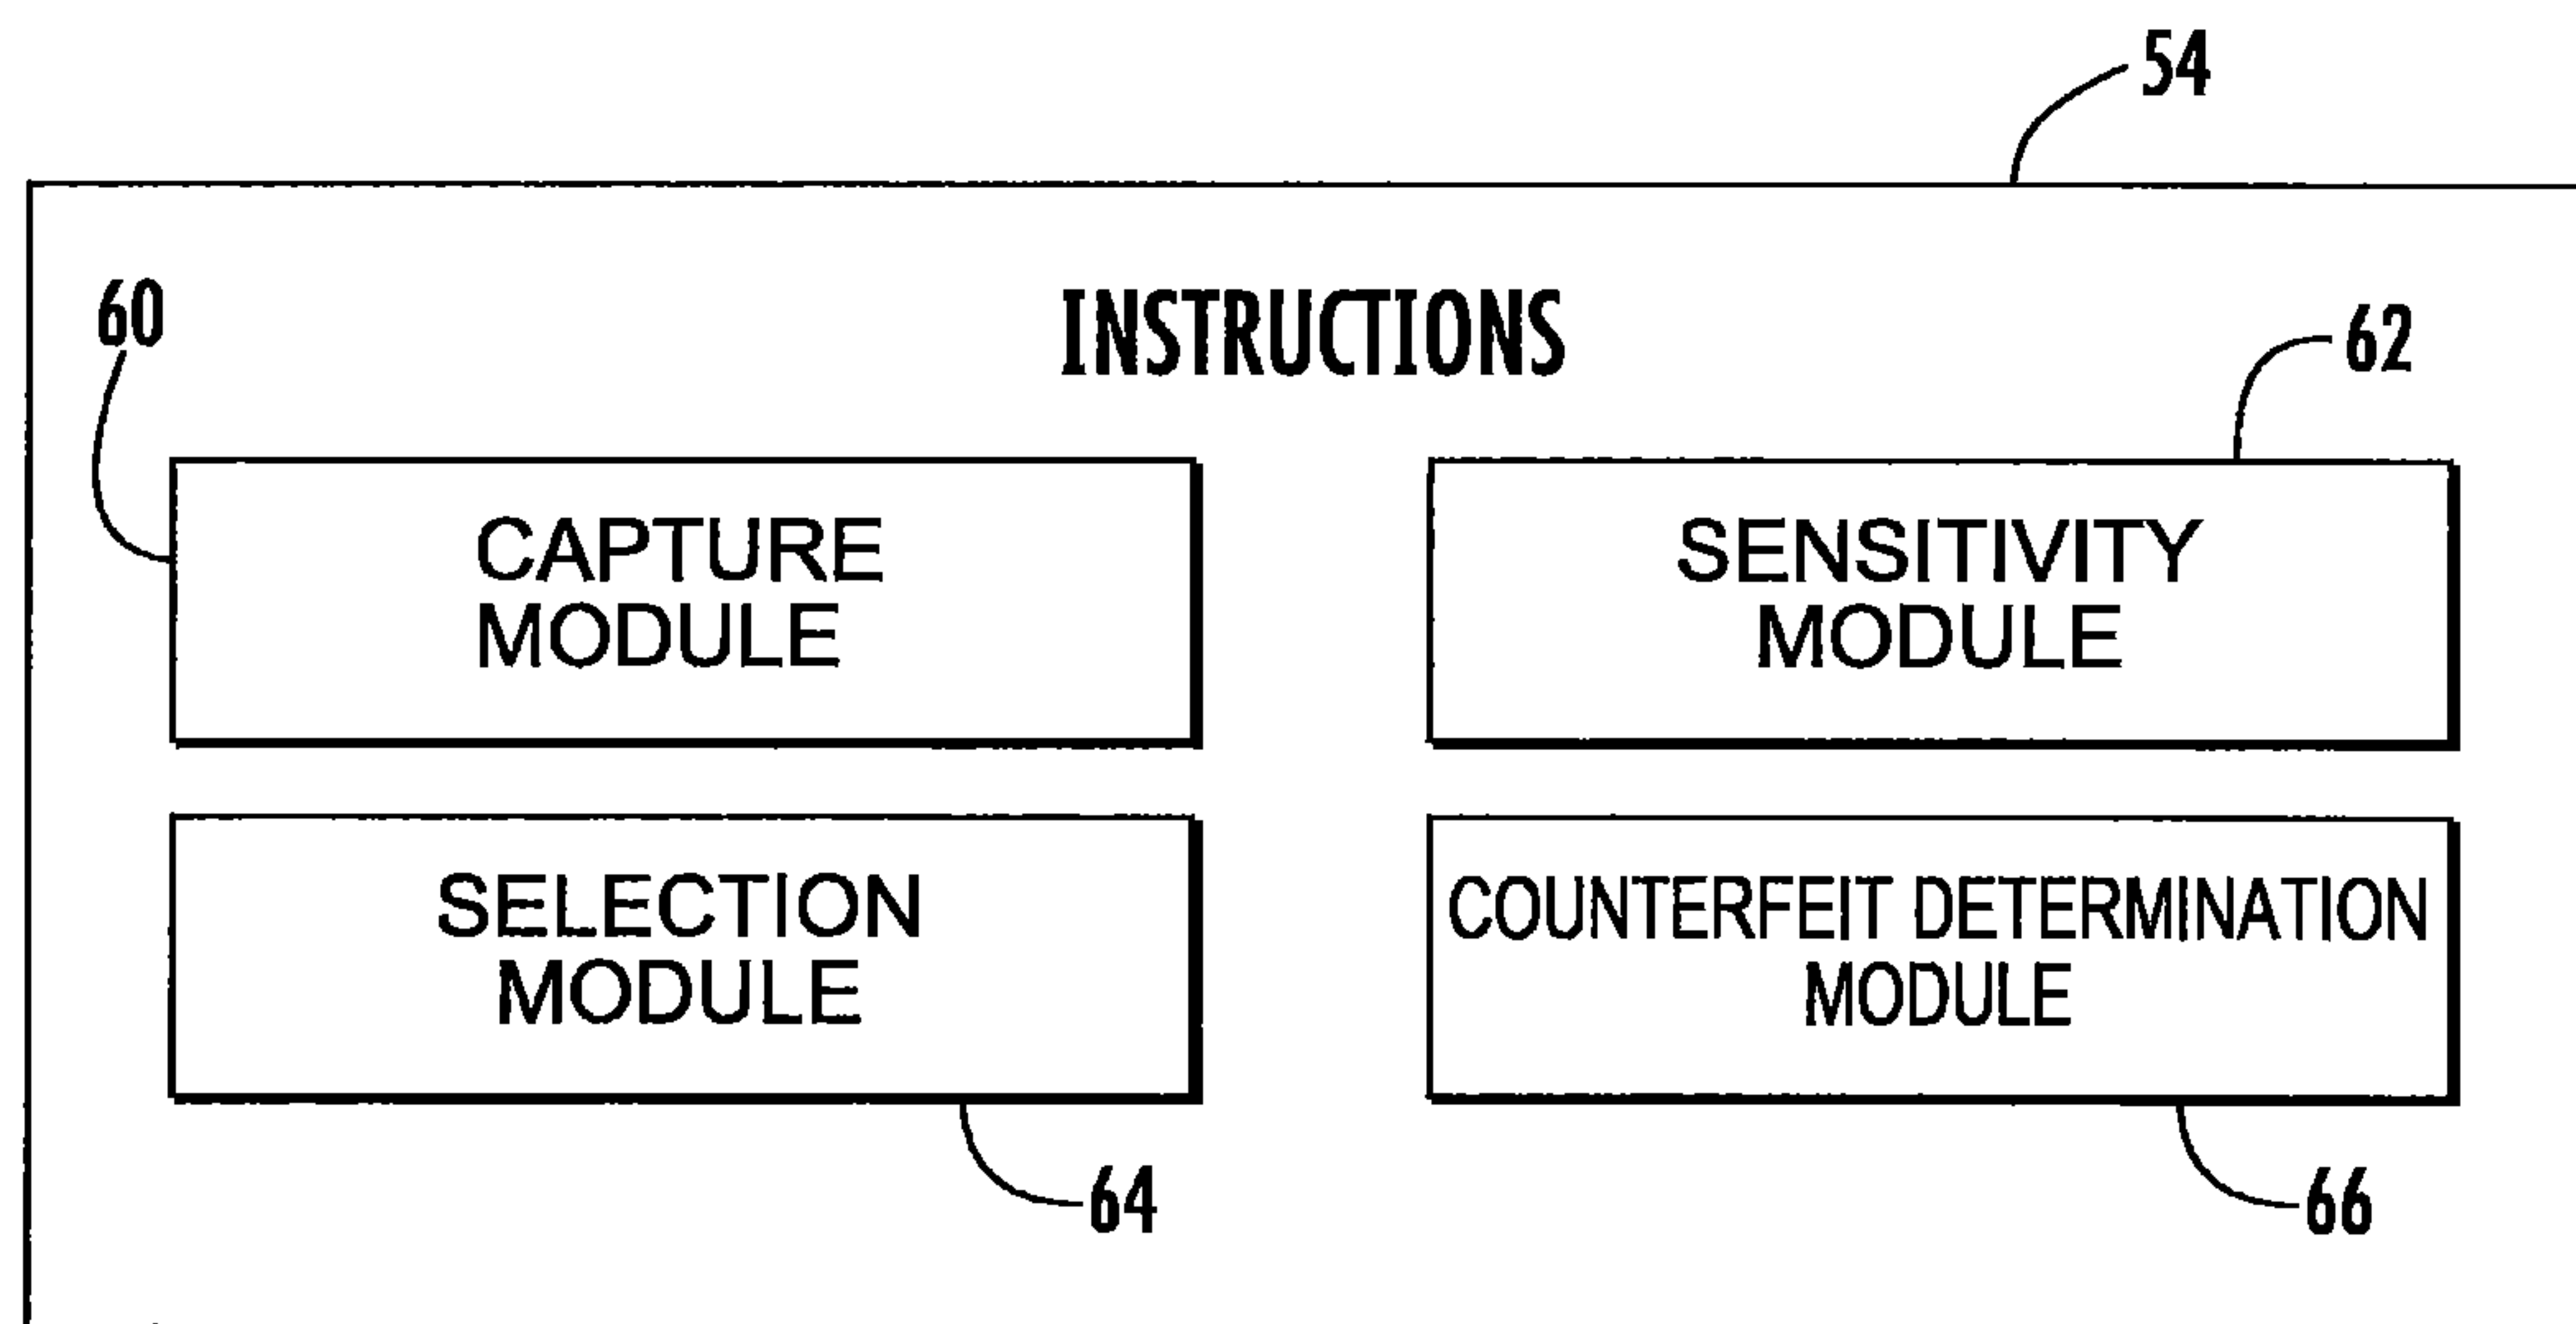 54
INSTRUCTIONS
60
62
CAPTURE
MODULE
SENSITIVITY
MODULE
SELECTION
MODULE
COUNTERFEIT DETERMINATION
MODULE
64
66